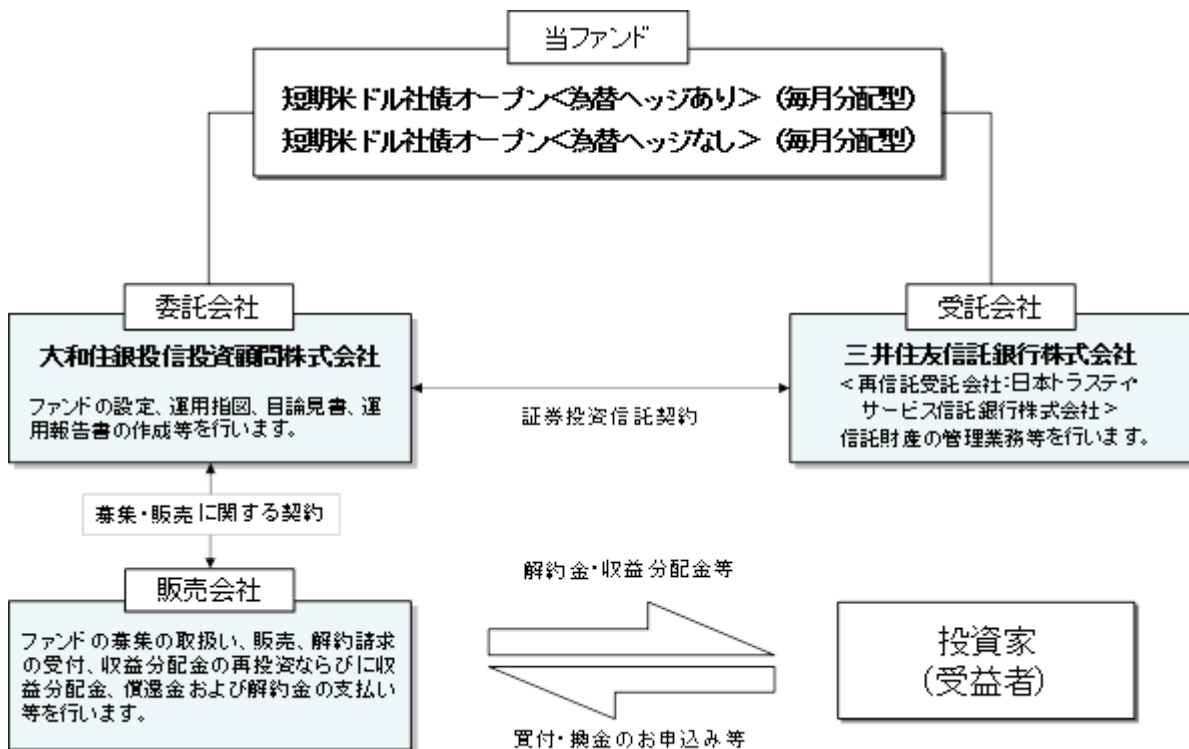 当ファンド
短期米ドル社債オープン<為替ヘッジあり>(毎月分配型)
短期米ドル社債オープン<為替ヘッジなし>(毎月分配型)
委託会社
大和住銀投信投資顧問株式会社
ファンドの設定、運用指図、目論見書、運
用報告書の作成等を行います。
証券投資信託契約
受託会社
三井住友信託銀行株式会社
<再信託受託会社:日本トラスティ・
サービス信託銀行株式会社>
信託財産の管理業務等を行います。
募集・販売に関する契約
販売会社
ファンドの募集の取扱い、販売、解約請求
の受付、収益分配金の再投資ならびに収
益分配金、償還金および解約金の支払い
等を行います。
解約金・収益分配金等
買付・換金のお申込み等
投資家
(受益者)